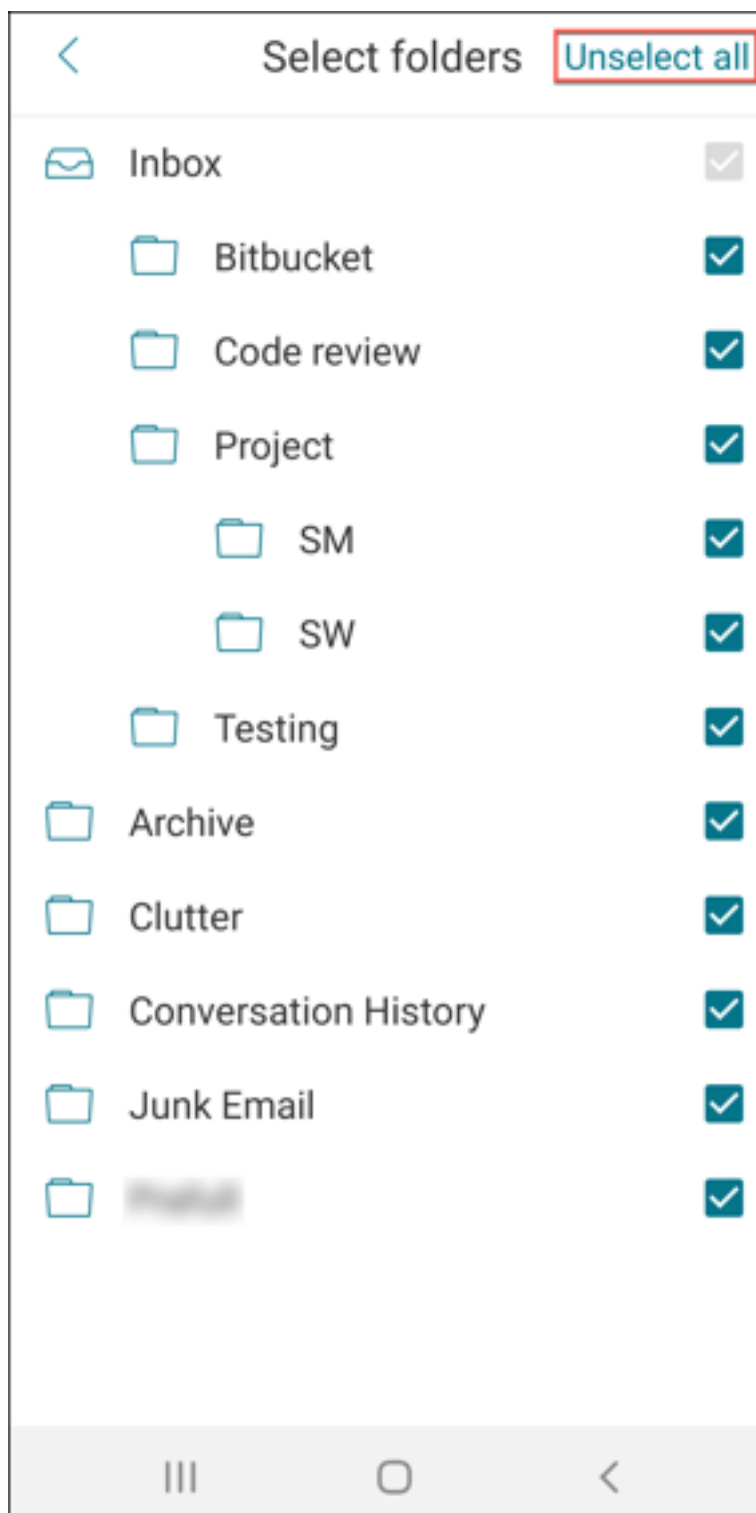 Select folders Unselect all
Inbox
Bitbucket
Code review
Project
SM
SW
Testing
Archive
Clutter
Conversation History
Junk Email